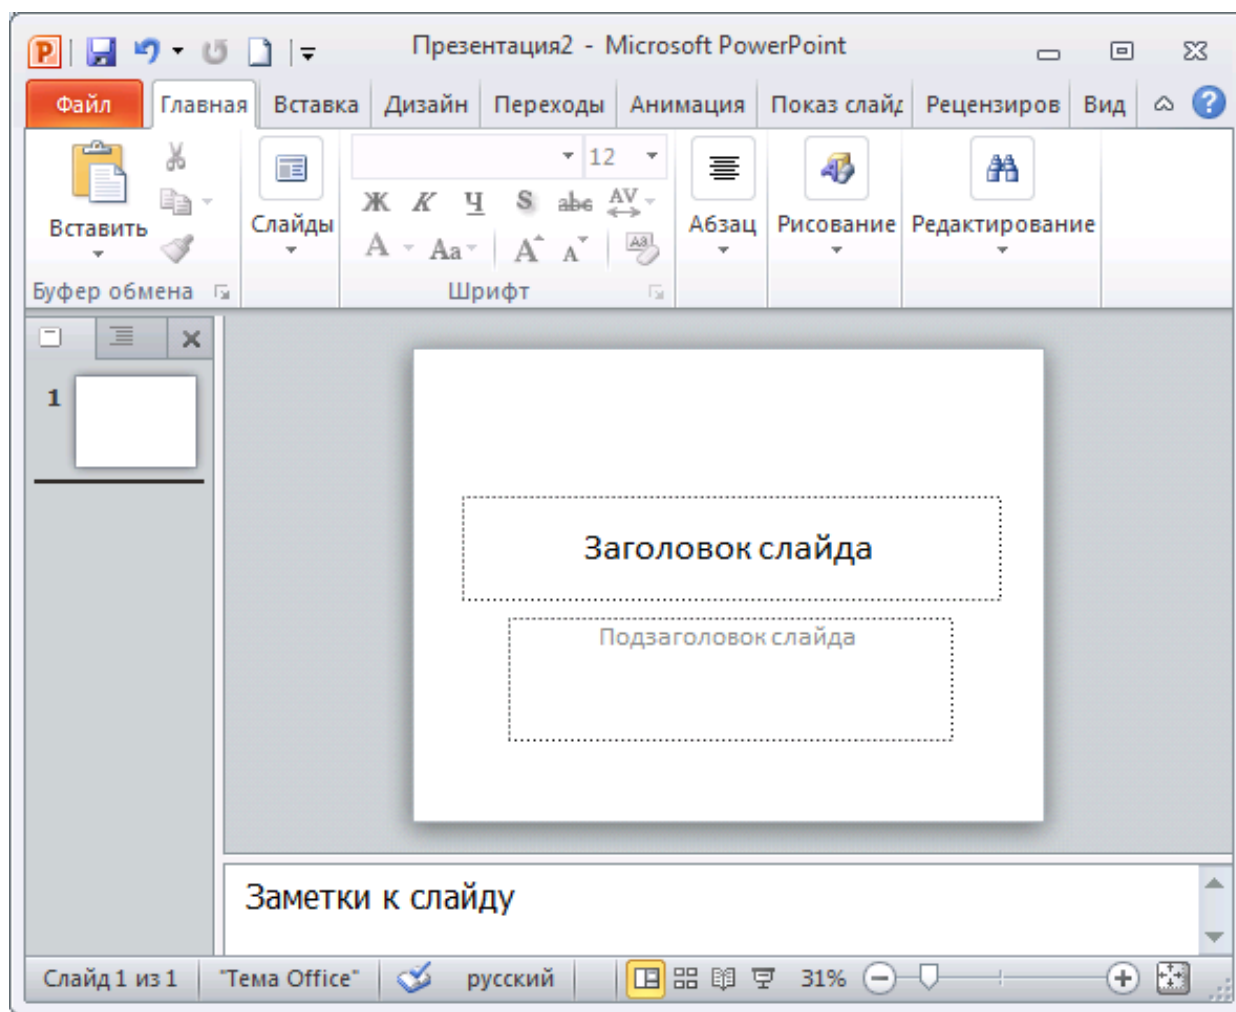 Презентация2 - Microsoft PowerPoint
Файл Главная Вставка Дизайн Переходы Анимация Показ слайд Рецензиров Вид
12
Ж К Ч S abc AV
Вставить Слайды Абзац Рисование Редактирование
A Aa A A Aa
Буфер обмена Шрифт
1
Заголовок слайда
Подзаголовок слайда
Заметки к слайду
Слайд 1 из 1 "Тема Office" русский 31%